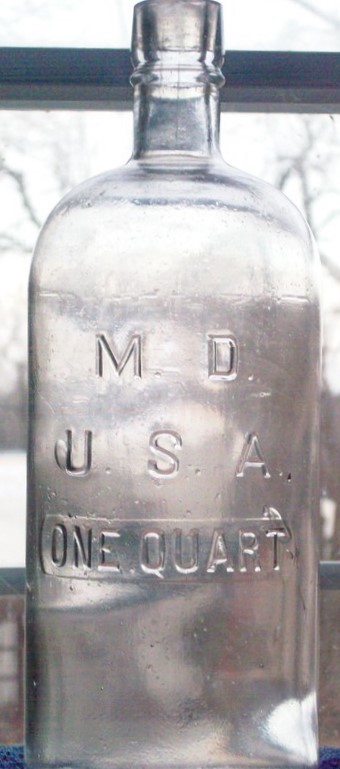 M. D.
U. S. A.
ONE QUART